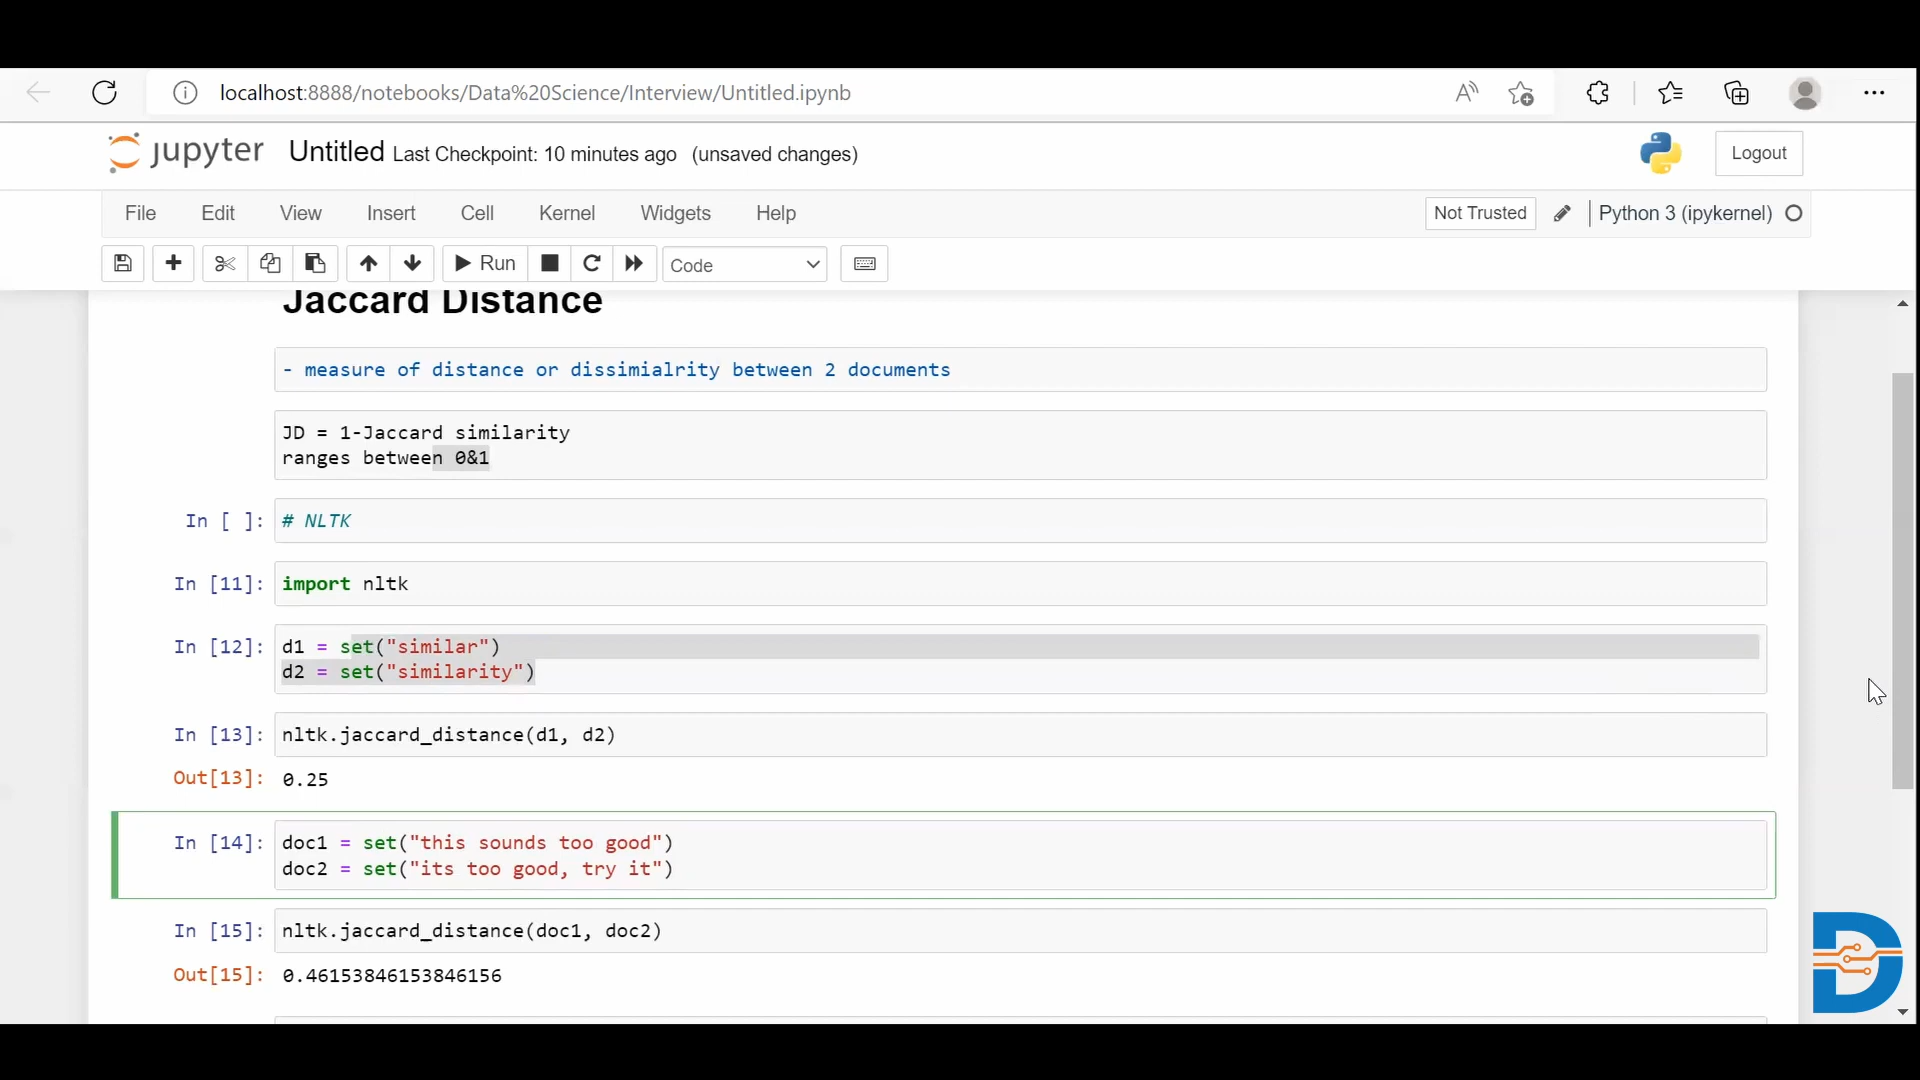 localhost:8888/notebooks/Data%20Science/Interview/Untitled.ipynb
jupyter Untitled Last Checkpoint: 10 minutes ago (unsaved changes)
Logout
File Edit View Insert Cell Kernel Widgets Help
Not Trusted Python 3 (ipykernel)
Run Code
Jaccard Distance
- measure of distance or dissimialrity between 2 documents
JD = 1-Jaccard similarity
ranges between 0&1
In [ ]: # NLTK
In [11]: import nltk
In [12]: d1 = set("similar")
d2 = set("similarity")
In [13]: nltk.jaccard_distance(d1, d2)
Out[13]: 0.25
In [14]: doc1 = set("this sounds too good")
doc2 = set("its too good, try it")
In [15]: nltk.jaccard_distance(doc1, doc2)
Out[15]: 0.46153846153846156